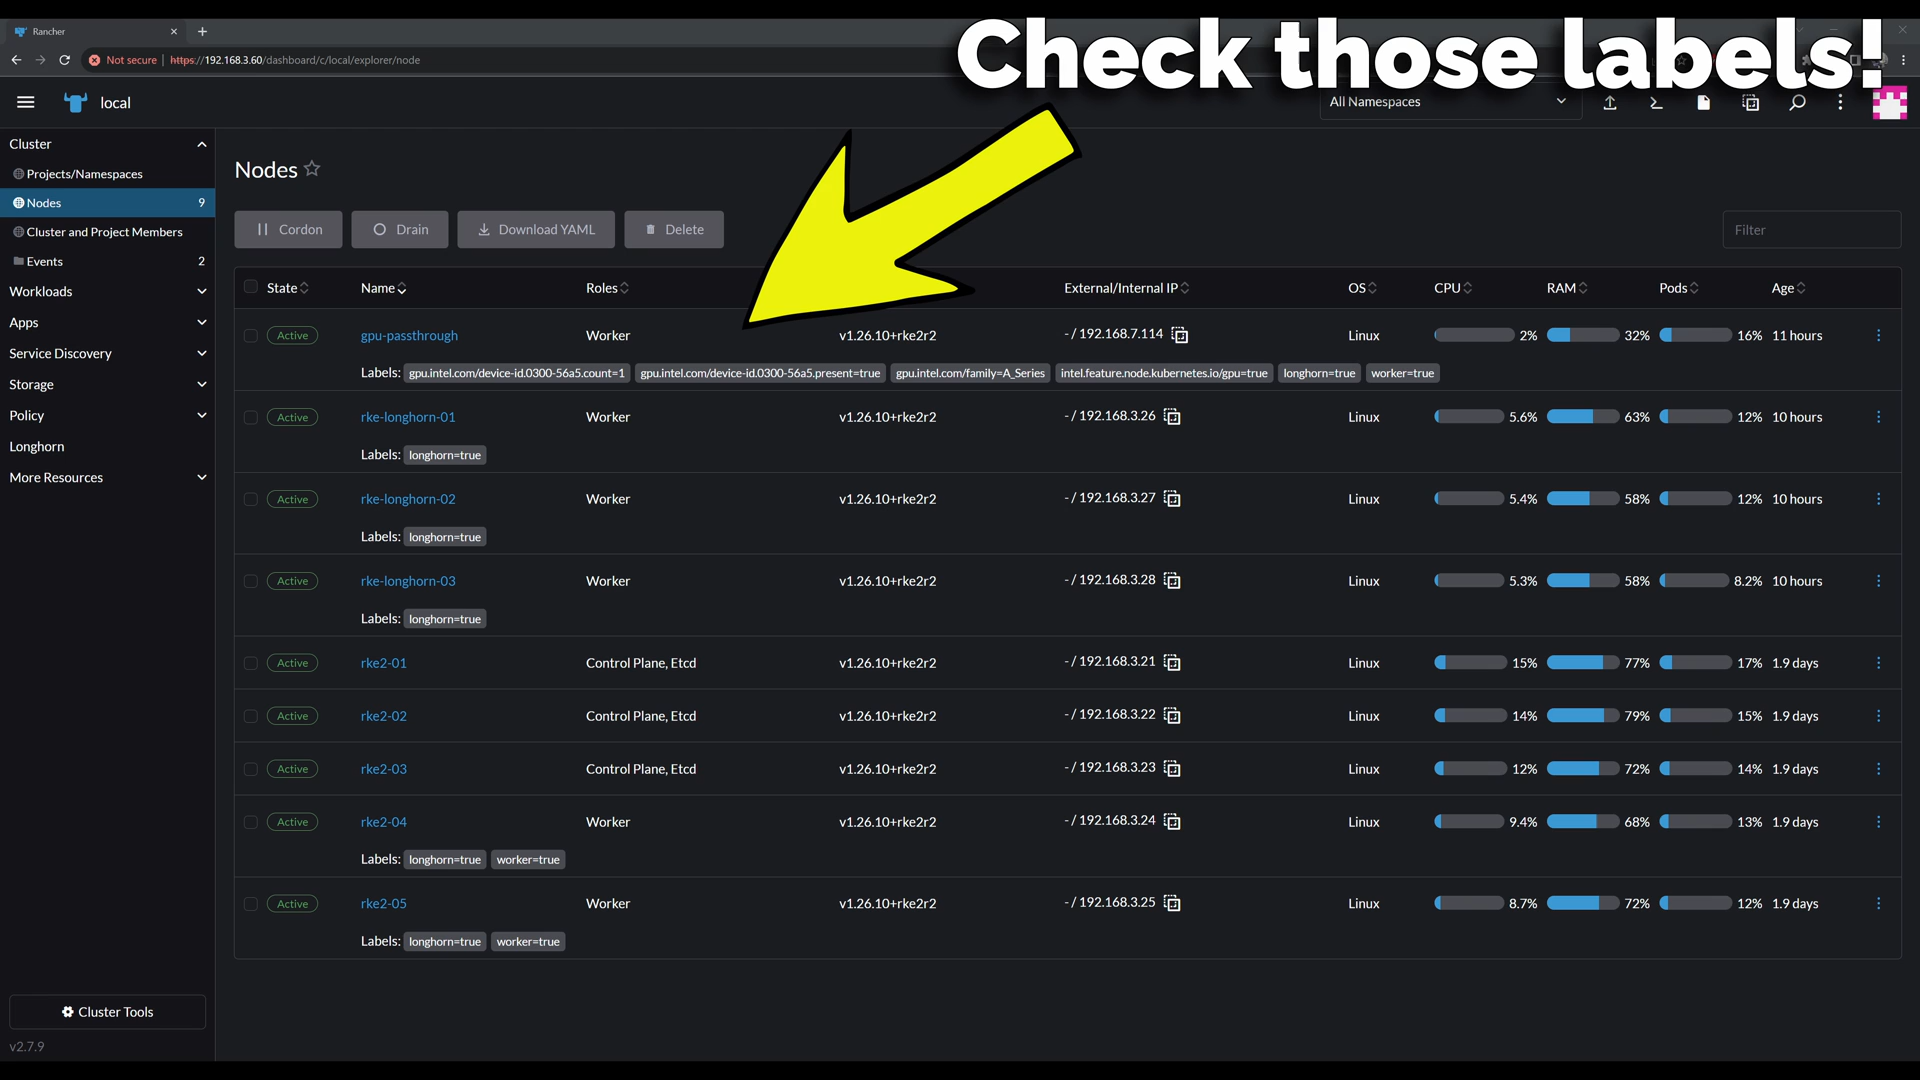 Rancher
Check those labels!
Not secure https://192.168.3.60/dashboard/c/local/explorer/node
local
All Namespaces
Cluster
Projects/Namespaces
Nodes 9
Cluster and Project Members
Events 2
Workloads
Apps
Service Discovery
Storage
Policy
Longhorn
More Resources
Cluster Tools
v2.7.9
Nodes
Cordon Drain Download YAML Delete
Filter
State Name Roles External/Internal IP OS CPU RAM Pods Age
Active gpu-passthrough Worker v1.26.10+rke2r2 - / 192.168.7.114 Linux 2% 32% 16% 11 hours
Labels: gpu.intel.com/device-id.0300-56a5.count=1 gpu.intel.com/device-id.0300-56a5.present=true gpu.intel.com/family=A_Series intel.feature.node.kubernetes.io/gpu=true longhorn=true worker=true
Active rke-longhorn-01 Worker v1.26.10+rke2r2 - / 192.168.3.26 Linux 5.6% 63% 12% 10 hours
Labels: longhorn=true
Active rke-longhorn-02 Worker v1.26.10+rke2r2 - / 192.168.3.27 Linux 5.4% 58% 12% 10 hours
Labels: longhorn=true
Active rke-longhorn-03 Worker v1.26.10+rke2r2 - / 192.168.3.28 Linux 5.3% 58% 8.2% 10 hours
Labels: longhorn=true
Active rke2-01 Control Plane, Etcd v1.26.10+rke2r2 - / 192.168.3.21 Linux 15% 77% 17% 1.9 days
Active rke2-02 Control Plane, Etcd v1.26.10+rke2r2 - / 192.168.3.22 Linux 14% 79% 15% 1.9 days
Active rke2-03 Control Plane, Etcd v1.26.10+rke2r2 - / 192.168.3.23 Linux 12% 72% 14% 1.9 days
Active rke2-04 Worker v1.26.10+rke2r2 - / 192.168.3.24 Linux 9.4% 68% 13% 1.9 days
Labels: longhorn=true worker=true
Active rke2-05 Worker v1.26.10+rke2r2 - / 192.168.3.25 Linux 8.7% 72% 12% 1.9 days
Labels: longhorn=true worker=true